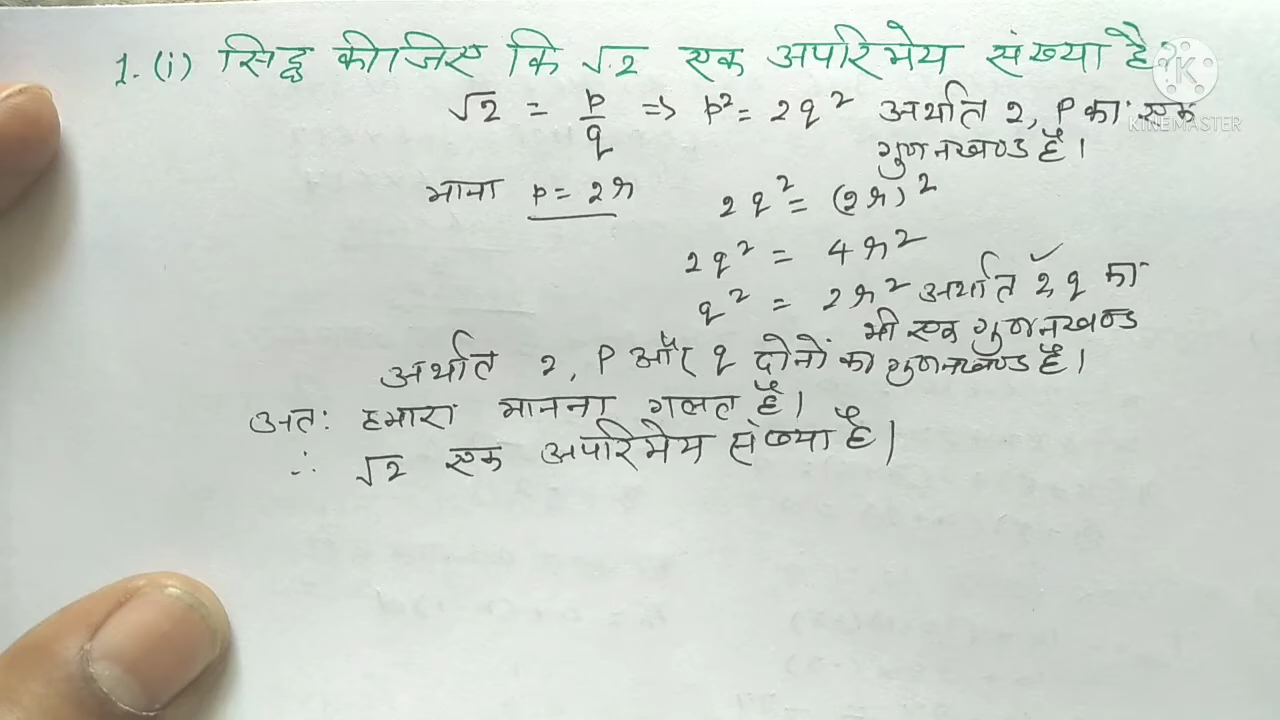 1. (i) सिद्ध कीजिए कि √2 एक अपरिमेय संख्या है?
√2 = p/q => p² = 2q² अर्थात 2, P का एक
गुणनखण्ड है।
माना p = 2r
2q² = (2r)²
2q² = 4r²
q² = 2r² अर्थात 2, q का
भी एक गुणनखण्ड
अर्थात 2, P और q दोनों का गुणनखण्ड है।
अतः हमारा मानना गलत है।
∴ √2 एक अपरिमेय संख्या है।
K
KINEMASTER